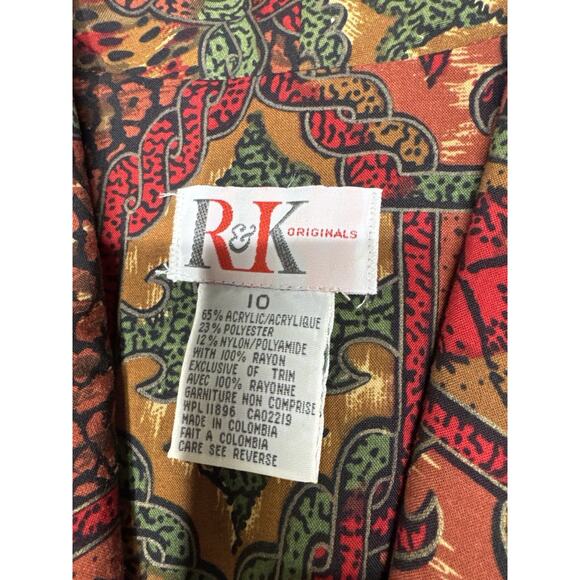 R&K ORIGINALS
10
65% ACRYLIC/ACRYLIQUE
23% POLYESTER
12% NYLON/POLYAMIDE
WITH 100% RAYON
EXCLUSIVE OF TRIM
AVEC 100% RAYONNE
GARNITURE NON COMPRISE
WPL11896 CA02219
MADE IN COLOMBIA
FAIT A COLOMBIA
CARE SEE REVERSE